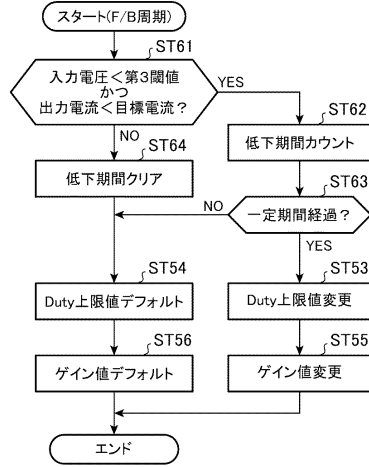 スタート(F/B周期)
ST61
入力電圧<第3閾値
かつ
出力電流<目標電流?
YES
NO
ST62
低下期間カウント
ST64
低下期間クリア
ST63
一定期間経過?
NO
YES
ST54
Duty上限値デフォルト
ST53
Duty上限値変更
ST56
ゲイン値デフォルト
ST55
ゲイン値変更
エンド